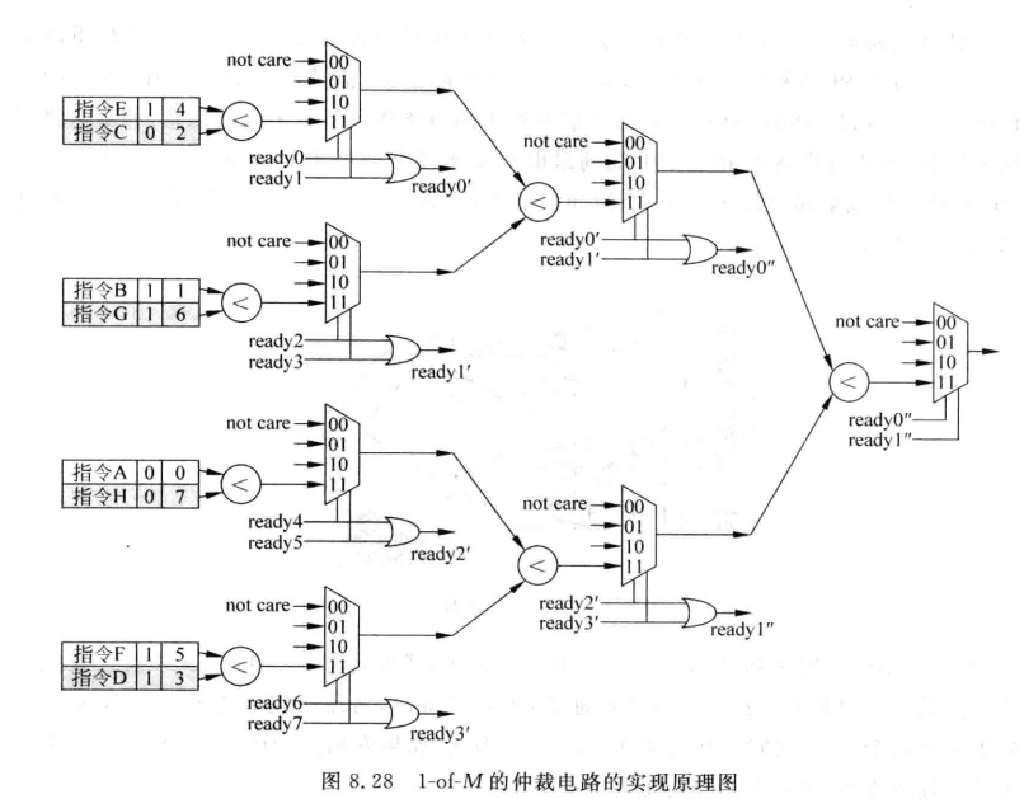 not care 00
01
10
11
指令E 1 4
指令C 0 2
<
ready0
ready1
ready0′
not care 00
01
10
11
指令B 1 1
指令G 1 6
<
ready2
ready3
ready1′
<
not care 00
01
10
11
ready0′
ready1′
ready0″
not care 00
01
10
11
指令A 0 0
指令H 0 7
<
ready4
ready5
ready2′
not care 00
01
10
11
指令F 1 5
指令D 1 3
<
ready6
ready7
ready3′
<
not care 00
01
10
11
ready2′
ready3′
ready1″
<
not care 00
01
10
11
ready0″
ready1″
图 8.28 1-of-M 的仲裁电路的实现原理图